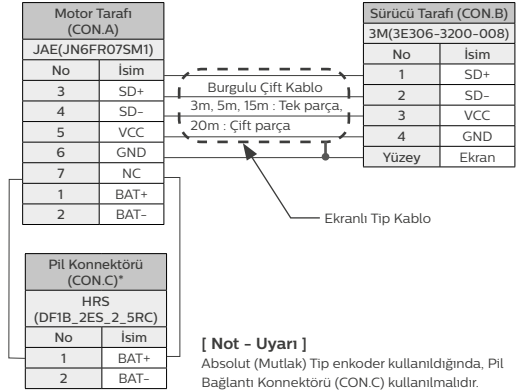 Motor Tarafı
(CON.A)
JAE(JN6FR07SM1)
No İsim
3 SD+
4 SD-
5 VCC
6 GND
7 NC
1 BAT+
2 BAT-
Burgulu Çift Kablo
3m, 5m, 15m : Tek parça,
20m : Çift parça
Sürücü Tarafı (CON.B)
3M(3E306-3200-008)
No İsim
1 SD+
2 SD-
3 VCC
4 GND
Yüzey Ekran
Ekranlı Tip Kablo
Pil Konnektörü
(CON.C)*
HRS
(DF1B_2ES_2_5RC)
No İsim
1 BAT+
2 BAT-
[ Not - Uyarı ]
Absolut (Mutlak) Tip enkoder kullanıldığında, Pil
Bağlantı Konnektörü (CON.C) kullanılmalıdır.